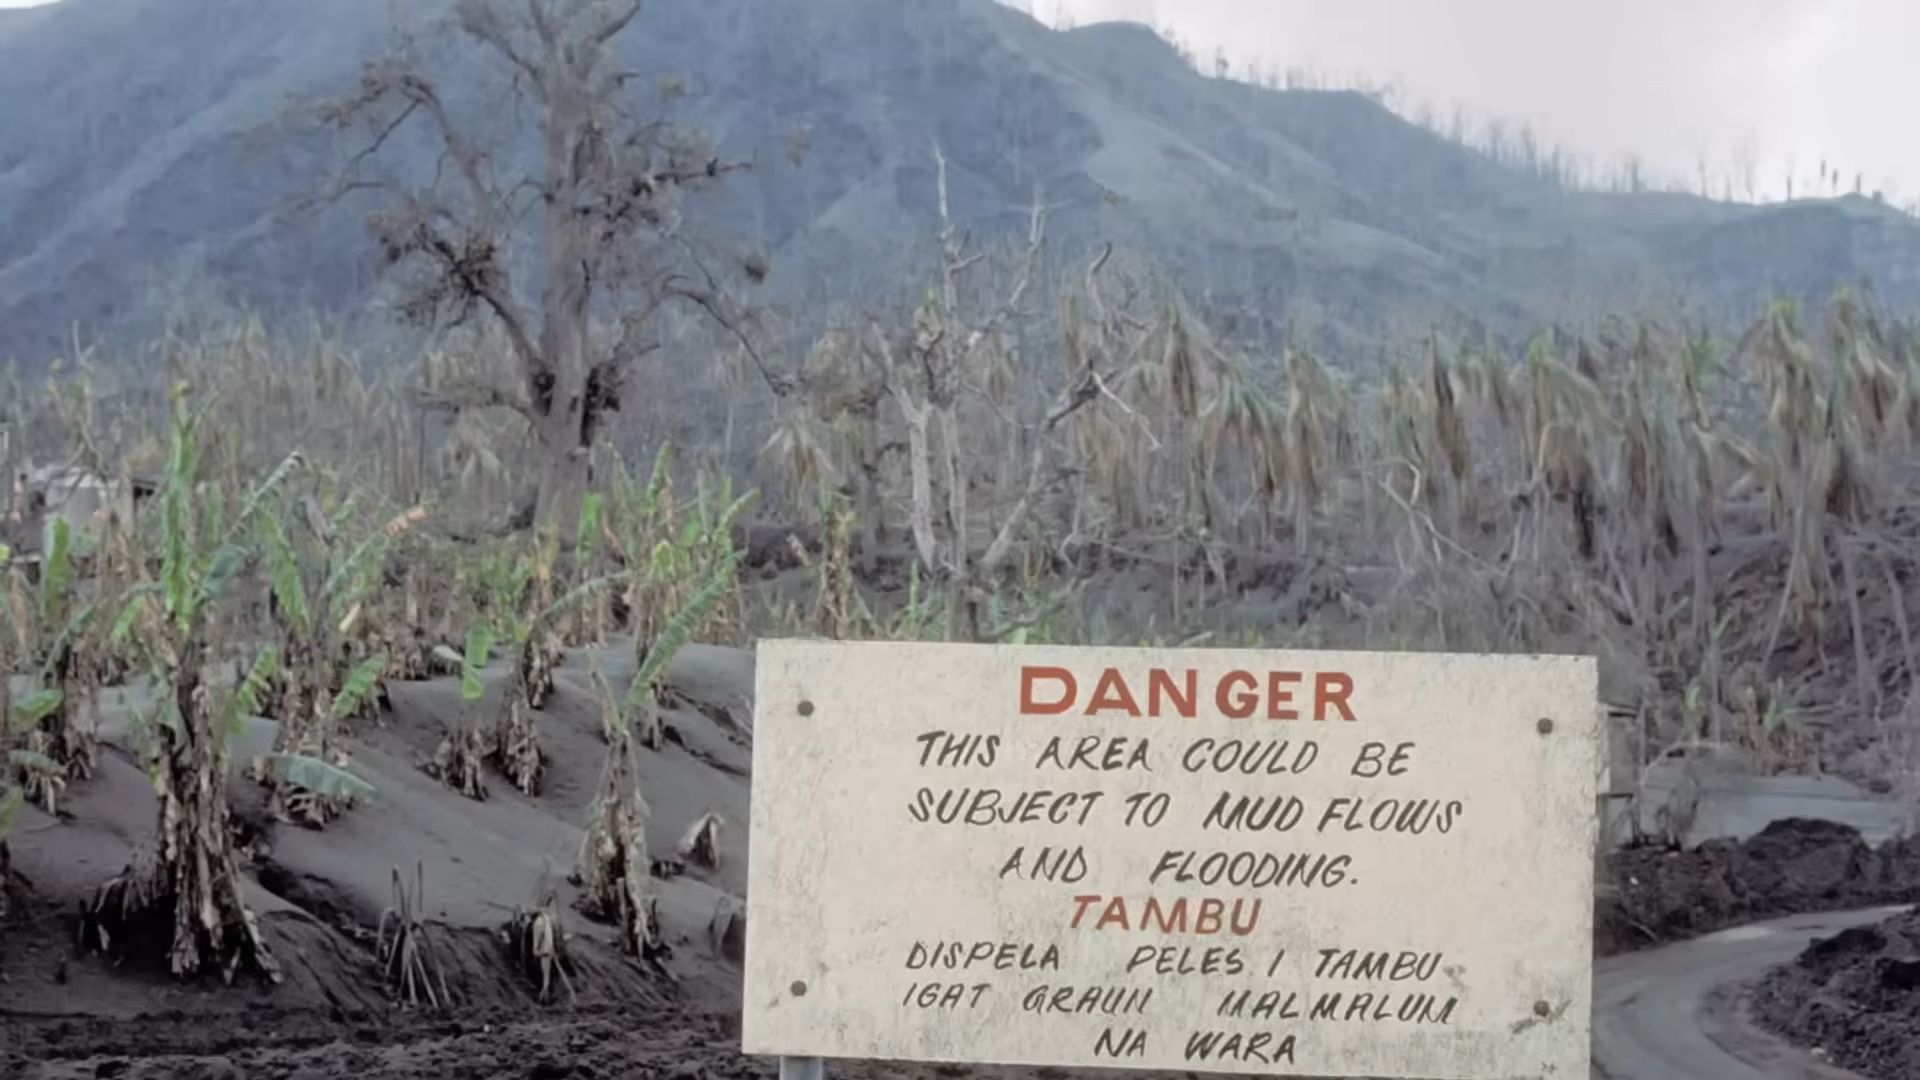 DANGER
THIS AREA COULD BE
SUBJECT TO MUD FLOWS
AND FLOODING.
TAMBU
DISPELA PELES I TAMBU
IGAT GRAUN MALMALUM
NA WARA